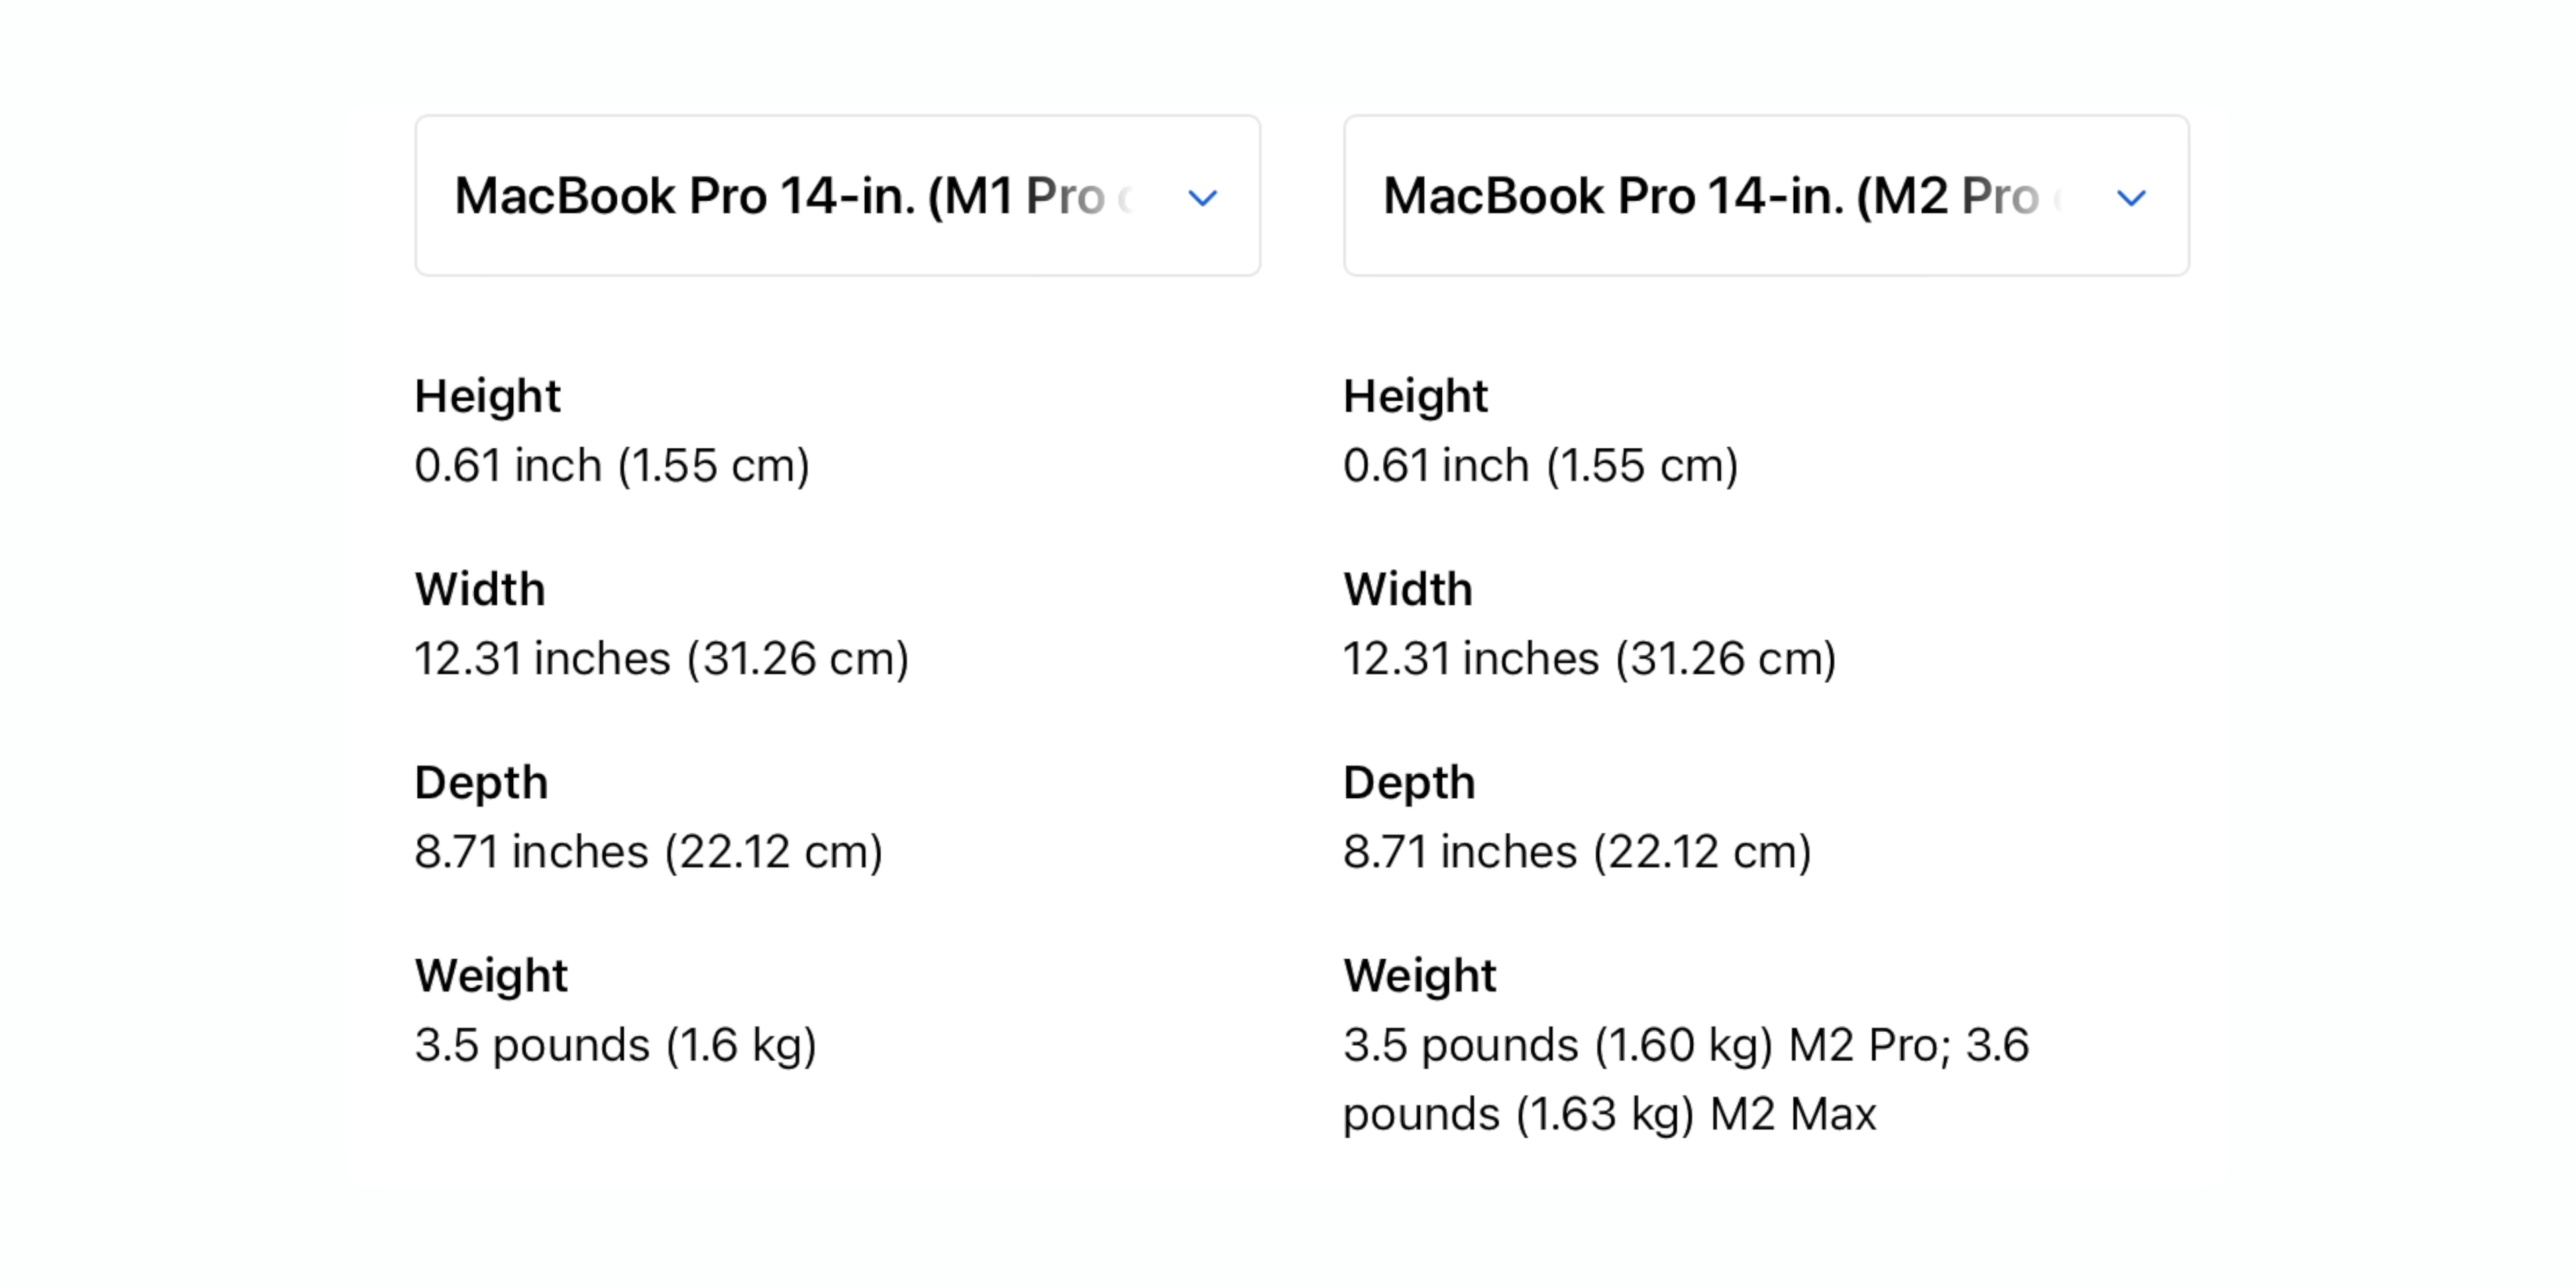 MacBook Pro 14-in. (M1 Pro
Height
0.61 inch (1.55 cm)
Width
12.31 inches (31.26 cm)
Depth
8.71 inches (22.12 cm)
Weight
3.5 pounds (1.6 kg)
MacBook Pro 14-in. (M2 Pro
Height
0.61 inch (1.55 cm)
Width
12.31 inches (31.26 cm)
Depth
8.71 inches (22.12 cm)
Weight
3.5 pounds (1.60 kg) M2 Pro; 3.6
pounds (1.63 kg) M2 Max